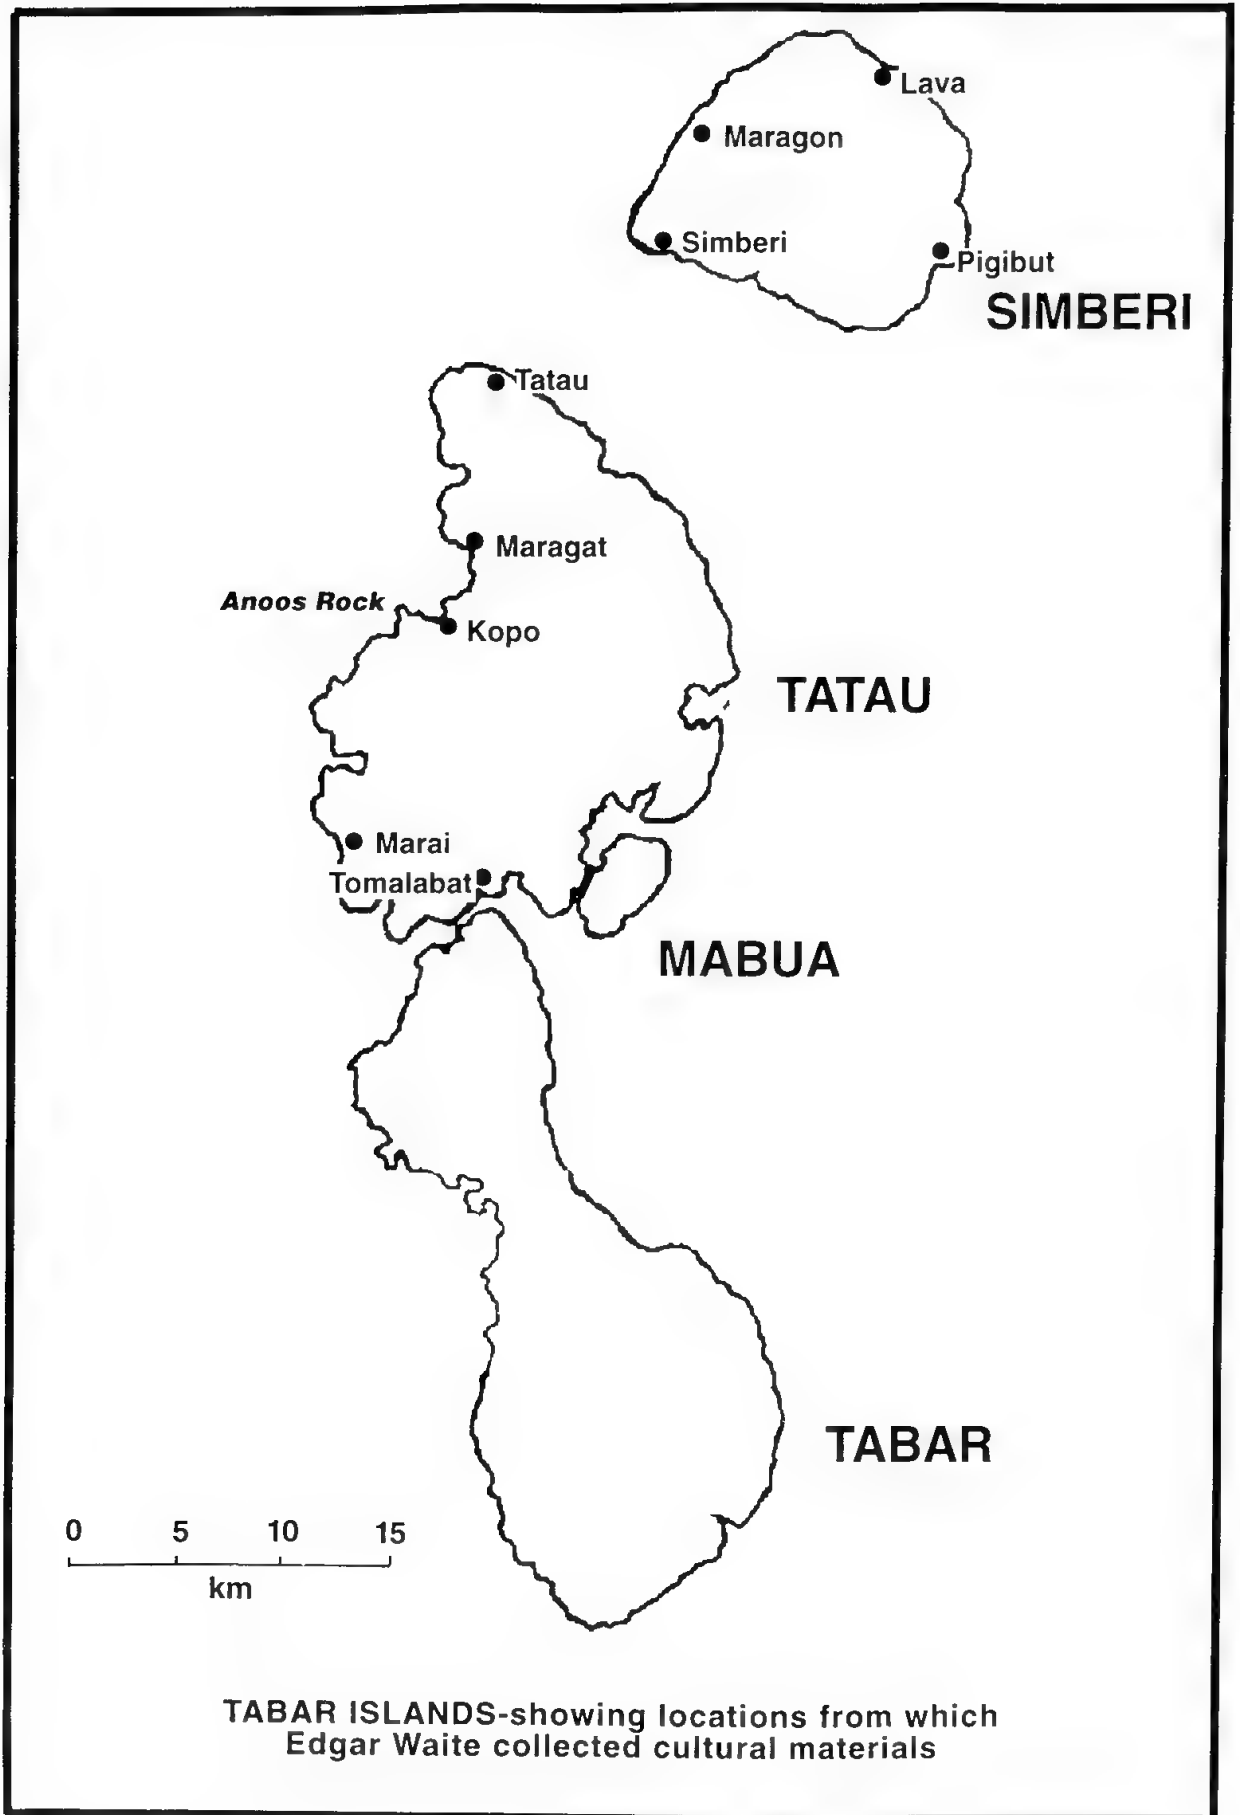 Lava
Maragon
Simberi
Pigibut
SIMBERI
Tatau
Maragat
Anoos Rock
Kopo
TATAU
Marai
Tomalabat
MABUA
TABAR
0 5 10 15
km
TABAR ISLANDS-showing locations from which
Edgar Waite collected cultural materials